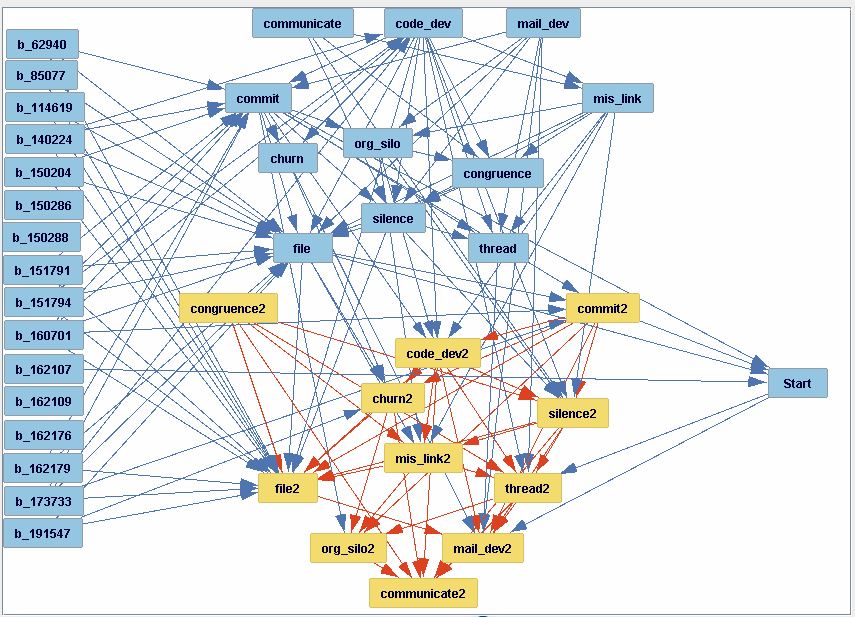 communicate
code_dev
mail_dev
b_62940
b_85077
b_114619
b_140224
b_150204
b_150286
b_150288
b_151791
b_151794
b_160701
b_162107
b_162109
b_162176
b_162179
b_173733
b_191547
commit
mis_link
churn
org_silo
congruence
silence
file
thread
congruence2
commit2
code_dev2
Start
churn2
silence2
mis_link2
file2
thread2
org_silo2
mail_dev2
communicate2